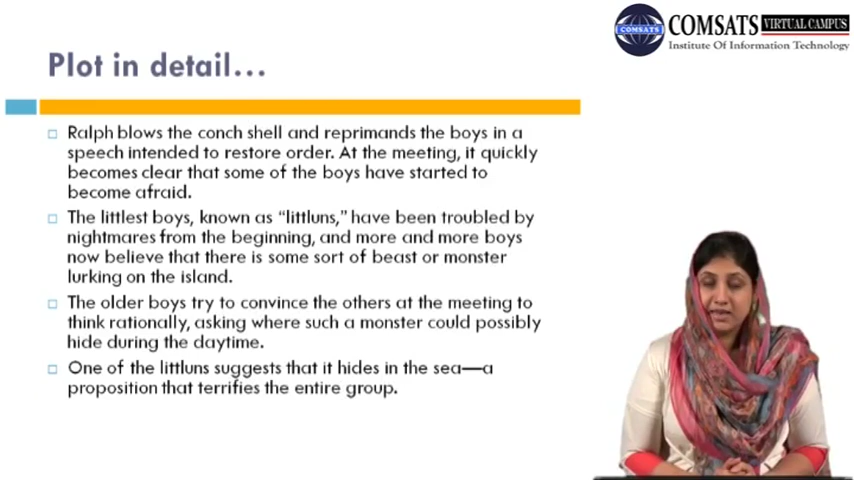 COMSATS VIRTUAL CAMPUS
COMSATS
Institute Of Information Technology
Plot in detail...
Ralph blows the conch shell and reprimands the boys in a
speech intended to restore order. At the meeting, it quickly
becomes clear that some of the boys have started to
become afraid.
The littlest boys, known as “littluns,” have been troubled by
nightmares from the beginning, and more and more boys
now believe that there is some sort of beast or monster
lurking on the island.
The older boys try to convince the others at the meeting to
think rationally, asking where such a monster could possibly
hide during the daytime.
One of the littluns suggests that it hides in the sea—a
proposition that terrifies the entire group.